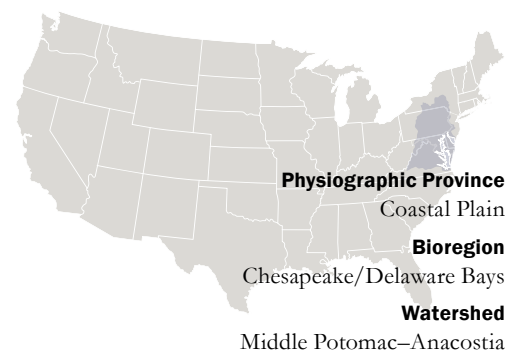 Physiographic Province
Coastal Plain
Bioregion
Chesapeake/Delaware Bays
Watershed
Middle Potomac–Anacostia